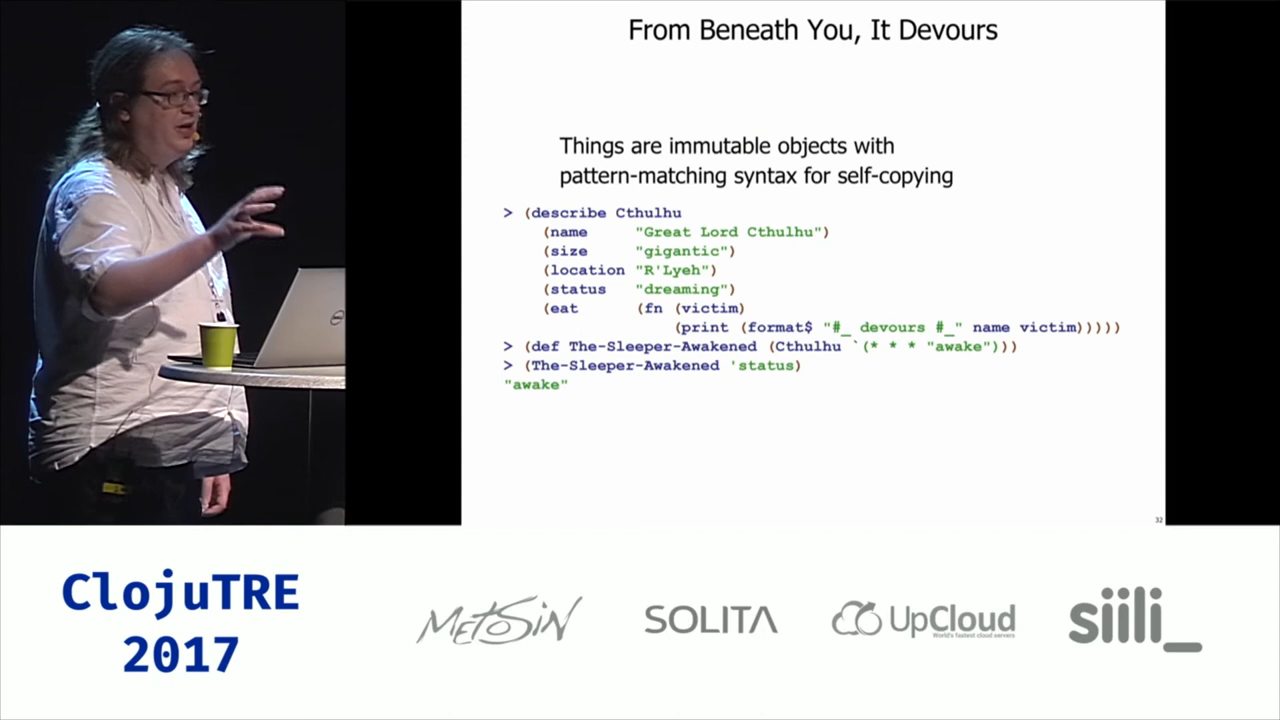 From Beneath You, It Devours
Things are immutable objects with
pattern-matching syntax for self-copying
> (describe Cthulhu
(name "Great Lord Cthulhu")
(size "gigantic")
(location "R'Lyeh")
(status "dreaming")
(eat (fn (victim)
(print (format$ "#_ devours #_" name victim)))))
> (def The-Sleeper-Awakened (Cthulhu `(* * * "awake")))
> (The-Sleeper-Awakened 'status)
"awake"
32
DELL
ClojuTRE
2017
METOSIN
SOLITA
UpCloud
World's fastest cloud servers
siili_